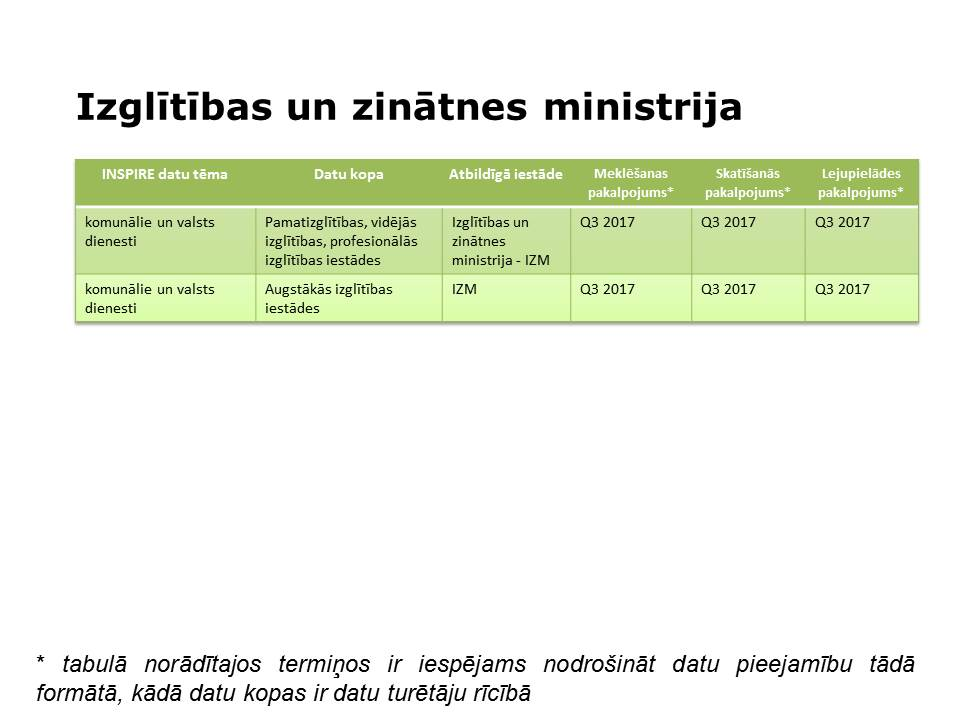 Izglītības un zinātnes ministrija
INSPIRE datu tēma
Datu kopa
Atbildīgā iestāde
Meklēšanas
pakalpojums*
Skatīšanās
pakalpojums*
Lejupielādes
pakalpojums*
komunālie un valsts
dienesti
Pamatizglītības, vidējās
izglītības, profesionālās
izglītības iestādes
Izglītības un
zinātnes
ministrija - IZM
Q3 2017
Q3 2017
Q3 2017
komunālie un valsts
dienesti
Augstākās izglītības
iestādes
IZM
Q3 2017
Q3 2017
Q3 2017
* tabulā norādītajos termiņos ir iespējams nodrošināt datu pieejamību tādā
formātā, kādā datu kopas ir datu turētāju rīcībā